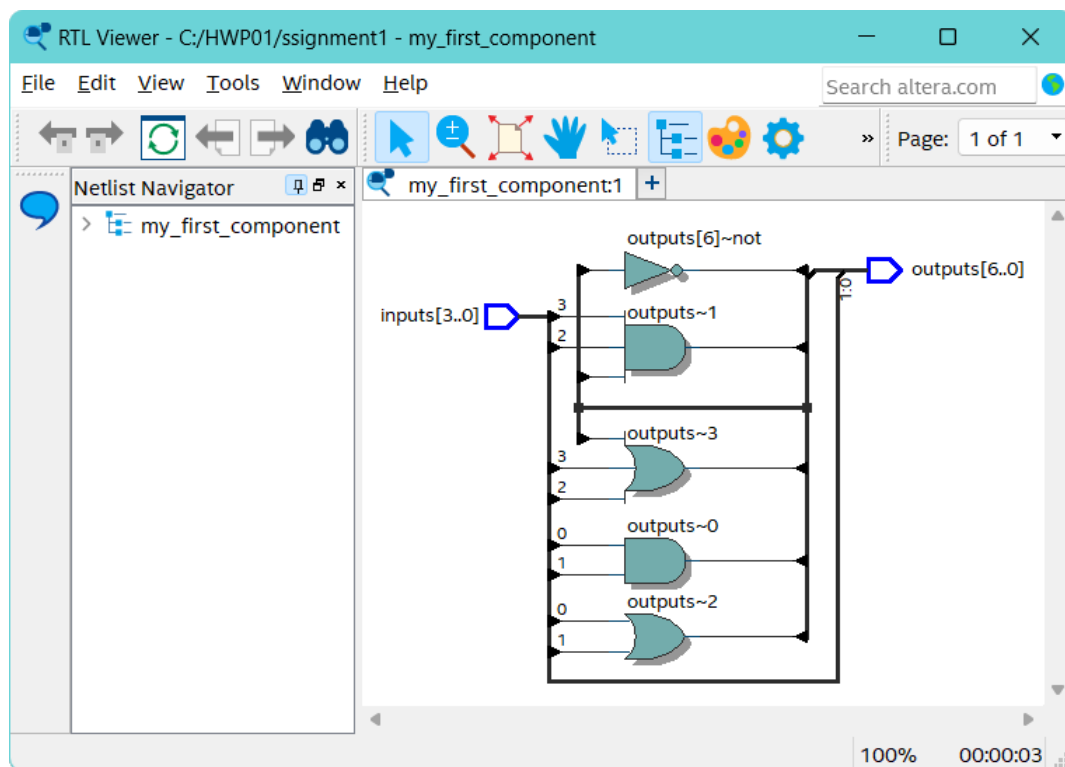 RTL Viewer - C:/HWP01/ssignment1 - my_first_component
File Edit View Tools Window Help
Search altera.com
» Page: 1 of 1
Netlist Navigator
my_first_component:1
my_first_component
outputs[6]~not
outputs[6..0]
1:0
inputs[3..0]
3
outputs~1
2
outputs~3
3
2
outputs~0
0
1
outputs~2
0
1
100% 00:00:03